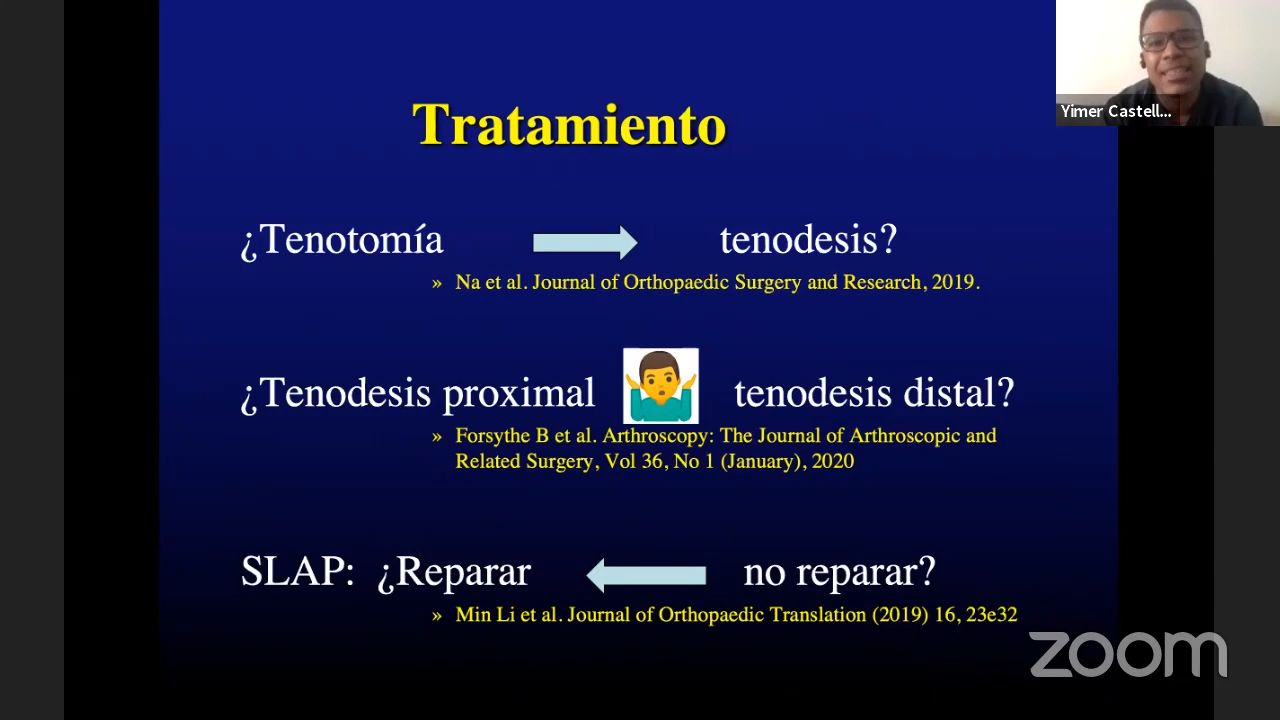 Yimer Castell...
Tratamiento
¿Tenotomía tenodesis?
» Na et al. Journal of Orthopaedic Surgery and Research, 2019.
¿Tenodesis proximal tenodesis distal?
» Forsythe B et al. Arthroscopy: The Journal of Arthroscopic and
Related Surgery, Vol 36, No 1 (January), 2020
SLAP: ¿Reparar no reparar?
» Min Li et al. Journal of Orthopaedic Translation (2019) 16, 23e32
zoom